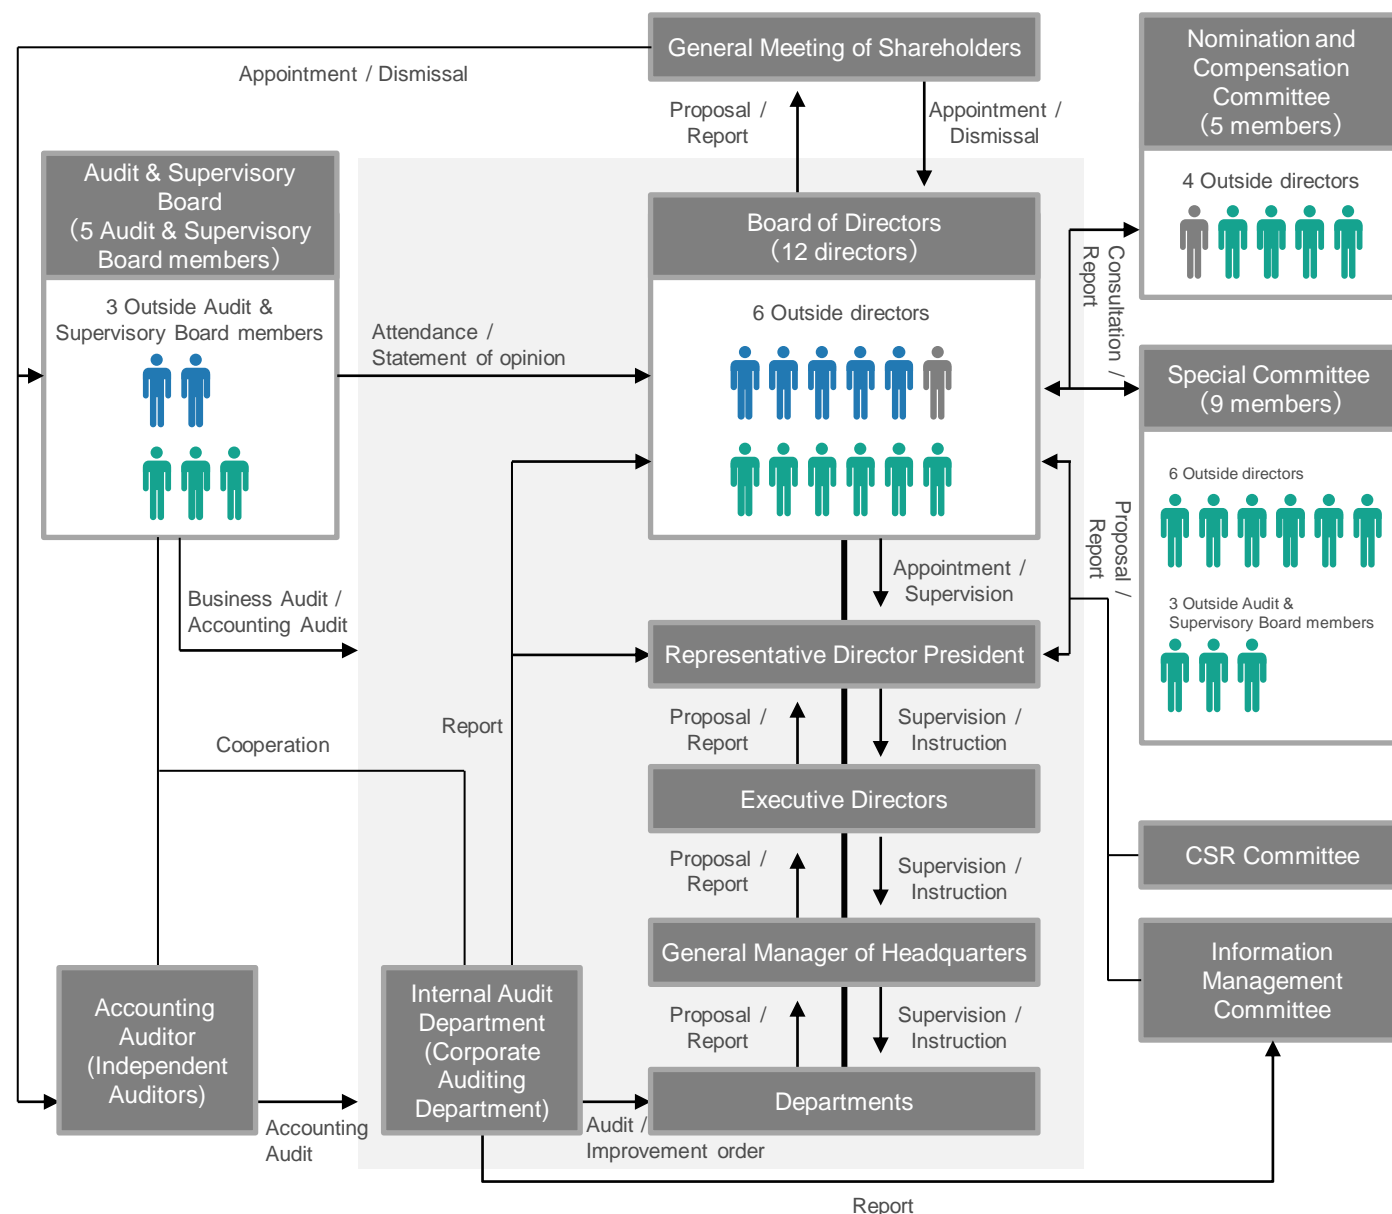 General Meeting of Shareholders
Appointment / Dismissal
Proposal /
Report
Appointment /
Dismissal
Nomination and
Compensation
Committee
(5 members)
4 Outside directors
Audit & Supervisory
Board
(5 Audit & Supervisory
Board members)
3 Outside Audit &
Supervisory Board members
Attendance /
Statement of opinion
Board of Directors
(12 directors)
6 Outside directors
Consultation /
Report
Special Committee
(9 members)
6 Outside directors
3 Outside Audit &
Supervisory Board members
Proposal /
Report
Business Audit /
Accounting Audit
Appointment /
Supervision
Representative Director President
Cooperation
Report
Proposal /
Report
Supervision /
Instruction
Executive Directors
Proposal /
Report
Supervision /
Instruction
CSR Committee
General Manager of Headquarters
Information
Management
Committee
Proposal /
Report
Supervision /
Instruction
Accounting
Auditor
(Independent
Auditors)
Internal Audit
Department
(Corporate
Auditing
Department)
Departments
Accounting
Audit
Audit /
Improvement order
Report